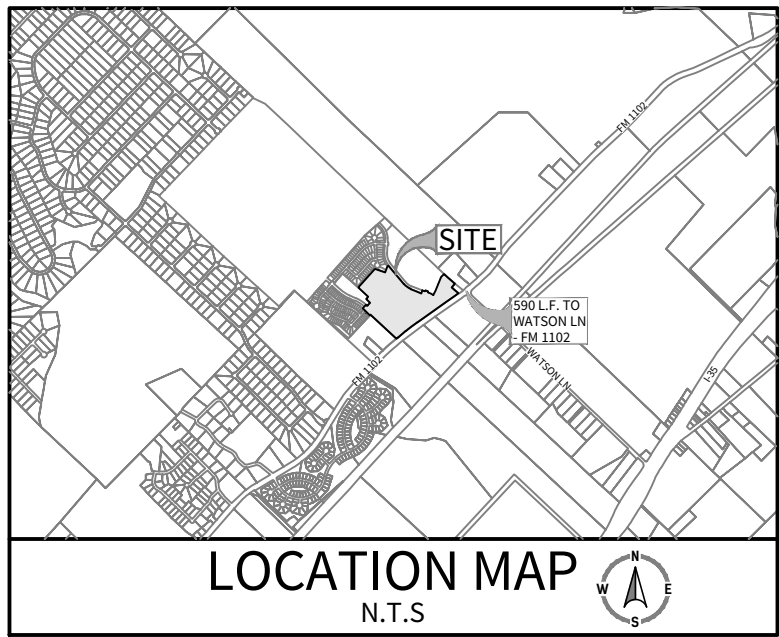 FM 1102
SITE
590 L.F. TO
WATSON LN
- FM 1102
WATSON LN
FM 1102
I-35
LOCATION MAP
N.T.S
N
W E
S